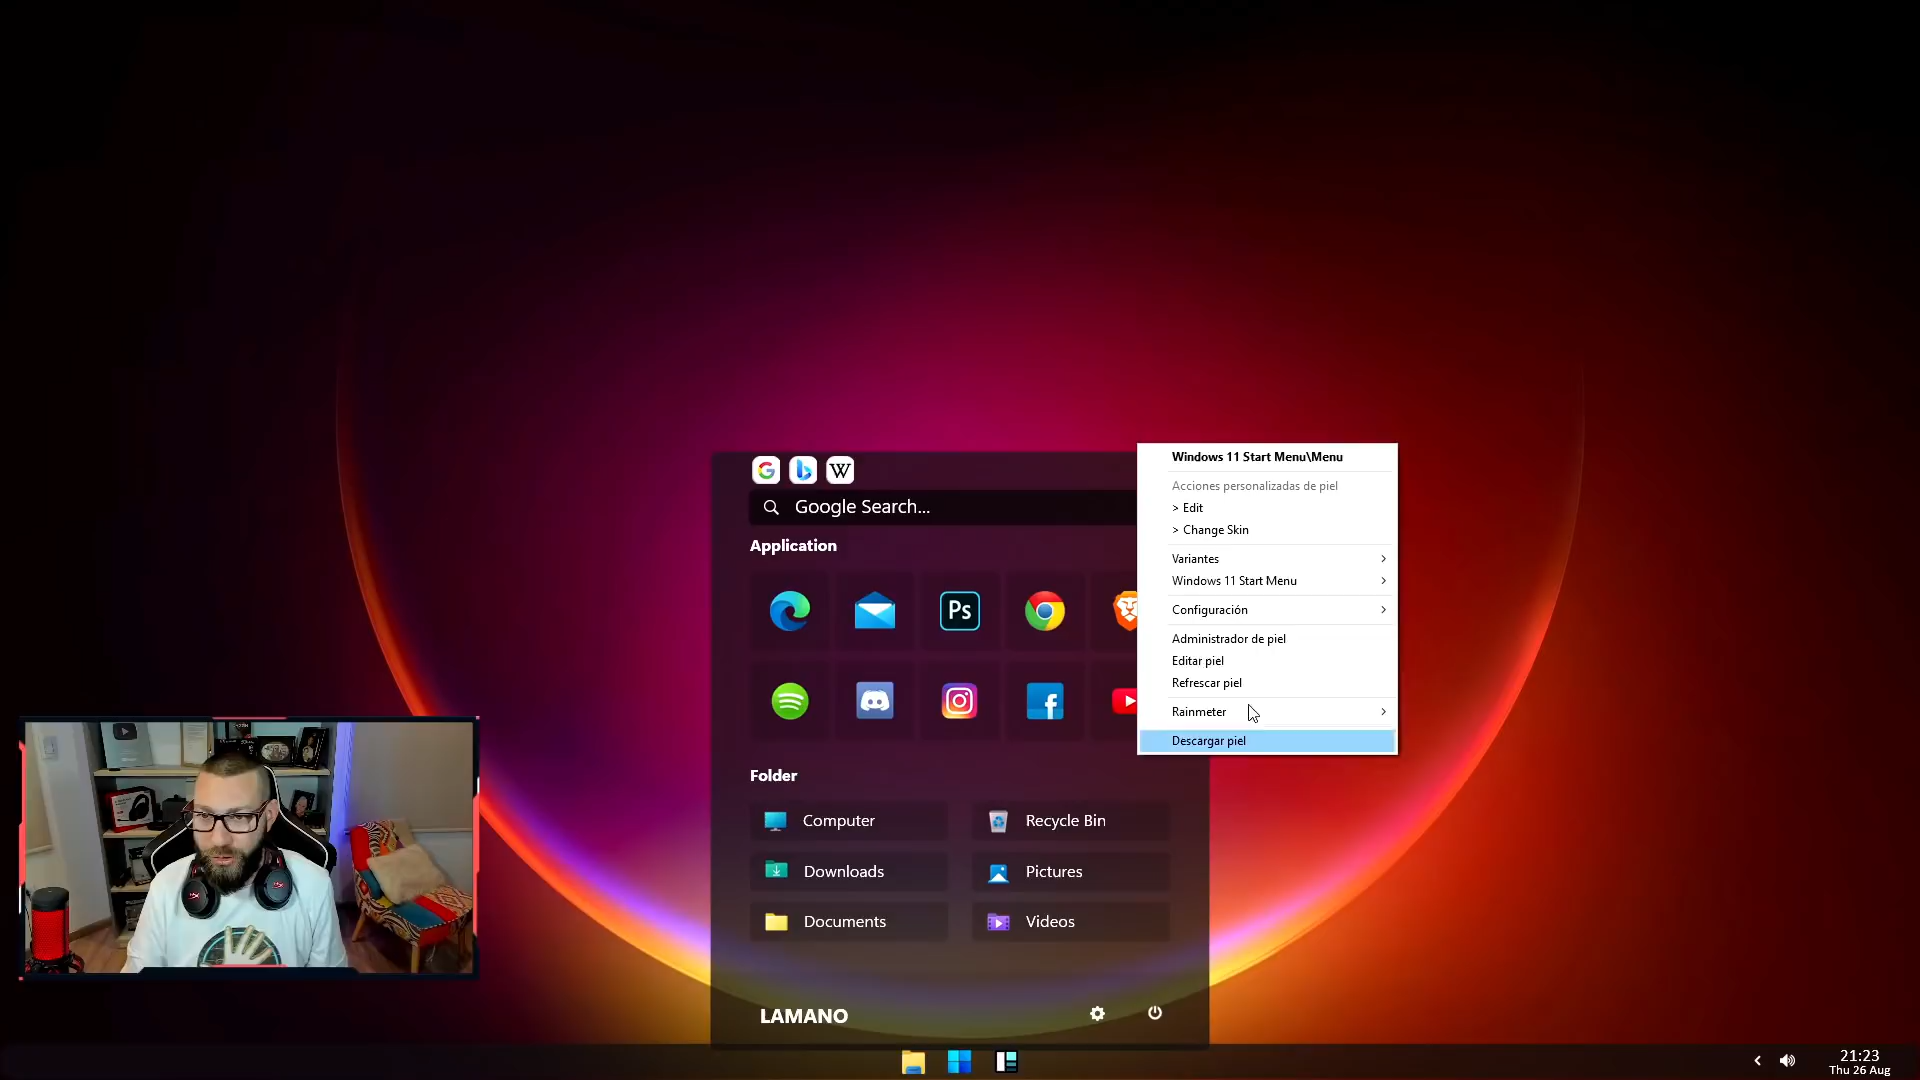 Google Search...
Application
Ps
Folder
Computer
Recycle Bin
Downloads
Pictures
Documents
Videos
LAMANO
Windows 11 Start Menu\Menu
Acciones personalizadas de piel
> Edit
> Change Skin
Variantes
Windows 11 Start Menu
Configuración
Administrador de piel
Editar piel
Refrescar piel
Rainmeter
Descargar piel
21:23
Thu 26 Aug